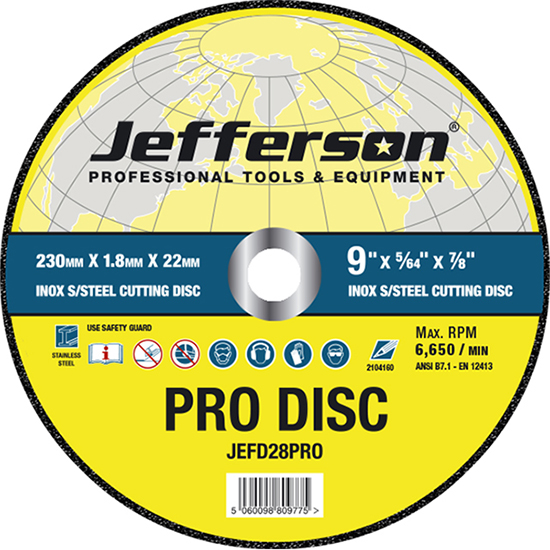 Jefferson®
PROFESSIONAL TOOLS & EQUIPMENT
230MM X 1.8MM X 22MM
INOX S/STEEL CUTTING DISC
9" X 5/64" X 7/8"
INOX S/STEEL CUTTING DISC
USE SAFETY GUARD
STAINLESS
STEEL
2104160
MAX. RPM
6,650 / MIN
ANSI B7.1 - EN 12413
PRO DISC
JEFD28PRO
5 060098 809775 >